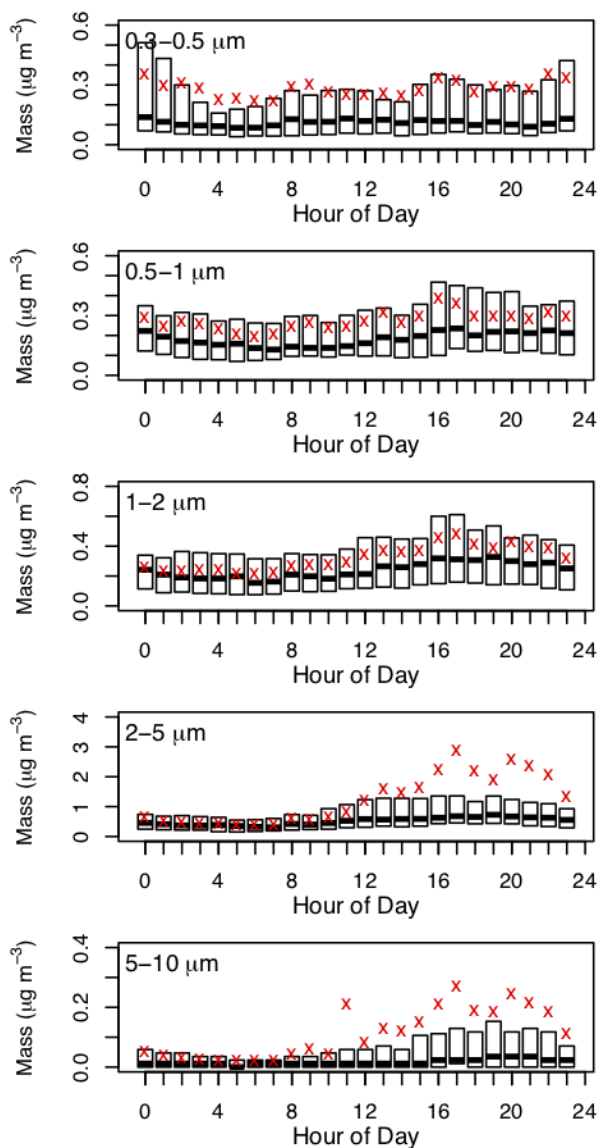 0.3−0.5 μm
Mass (μg m−3)
0.0 0.3 0.6
0 4 8 12 16 20 24
Hour of Day
0.5−1 μm
Mass (μg m−3)
0.0 0.3 0.6
0 4 8 12 16 20 24
Hour of Day
1−2 μm
Mass (μg m−3)
0.0 0.4 0.8
0 4 8 12 16 20 24
Hour of Day
2−5 μm
Mass (μg m−3)
0 1 2 3 4
0 4 8 12 16 20 24
Hour of Day
5−10 μm
Mass (μg m−3)
0.0 0.2 0.4
0 4 8 12 16 20 24
Hour of Day